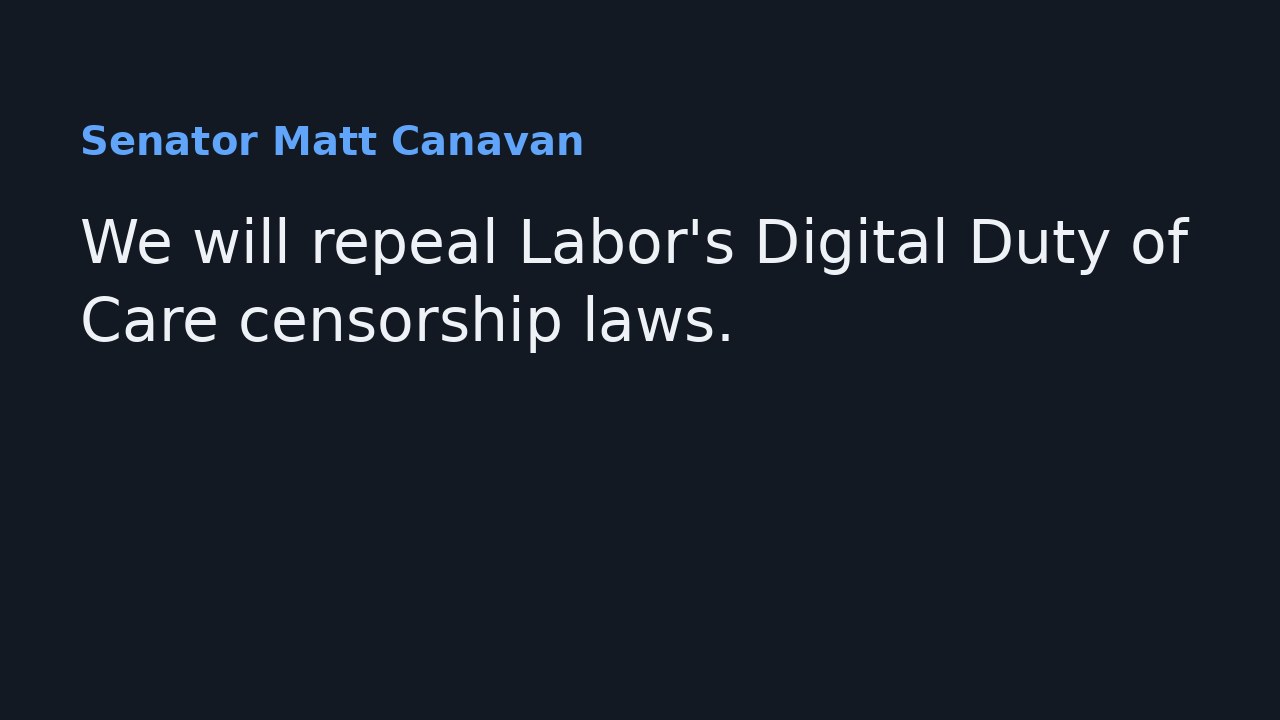 Senator Matt Canavan
We will repeal Labor's Digital Duty of
Care censorship laws.